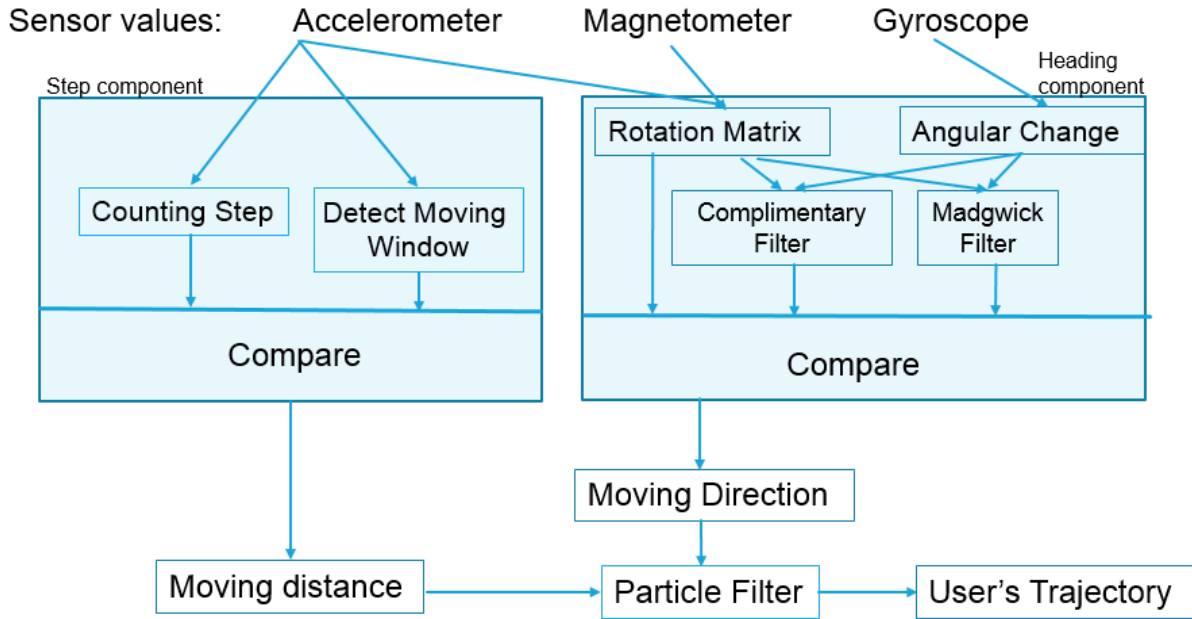 Sensor values: Accelerometer Magnetometer Gyroscope
Step component
Heading
component
Rotation Matrix
Angular Change
Counting Step
Detect Moving
Window
Complimentary
Filter
Madgwick
Filter
Compare
Compare
Moving Direction
Moving distance
Particle Filter
User’s Trajectory